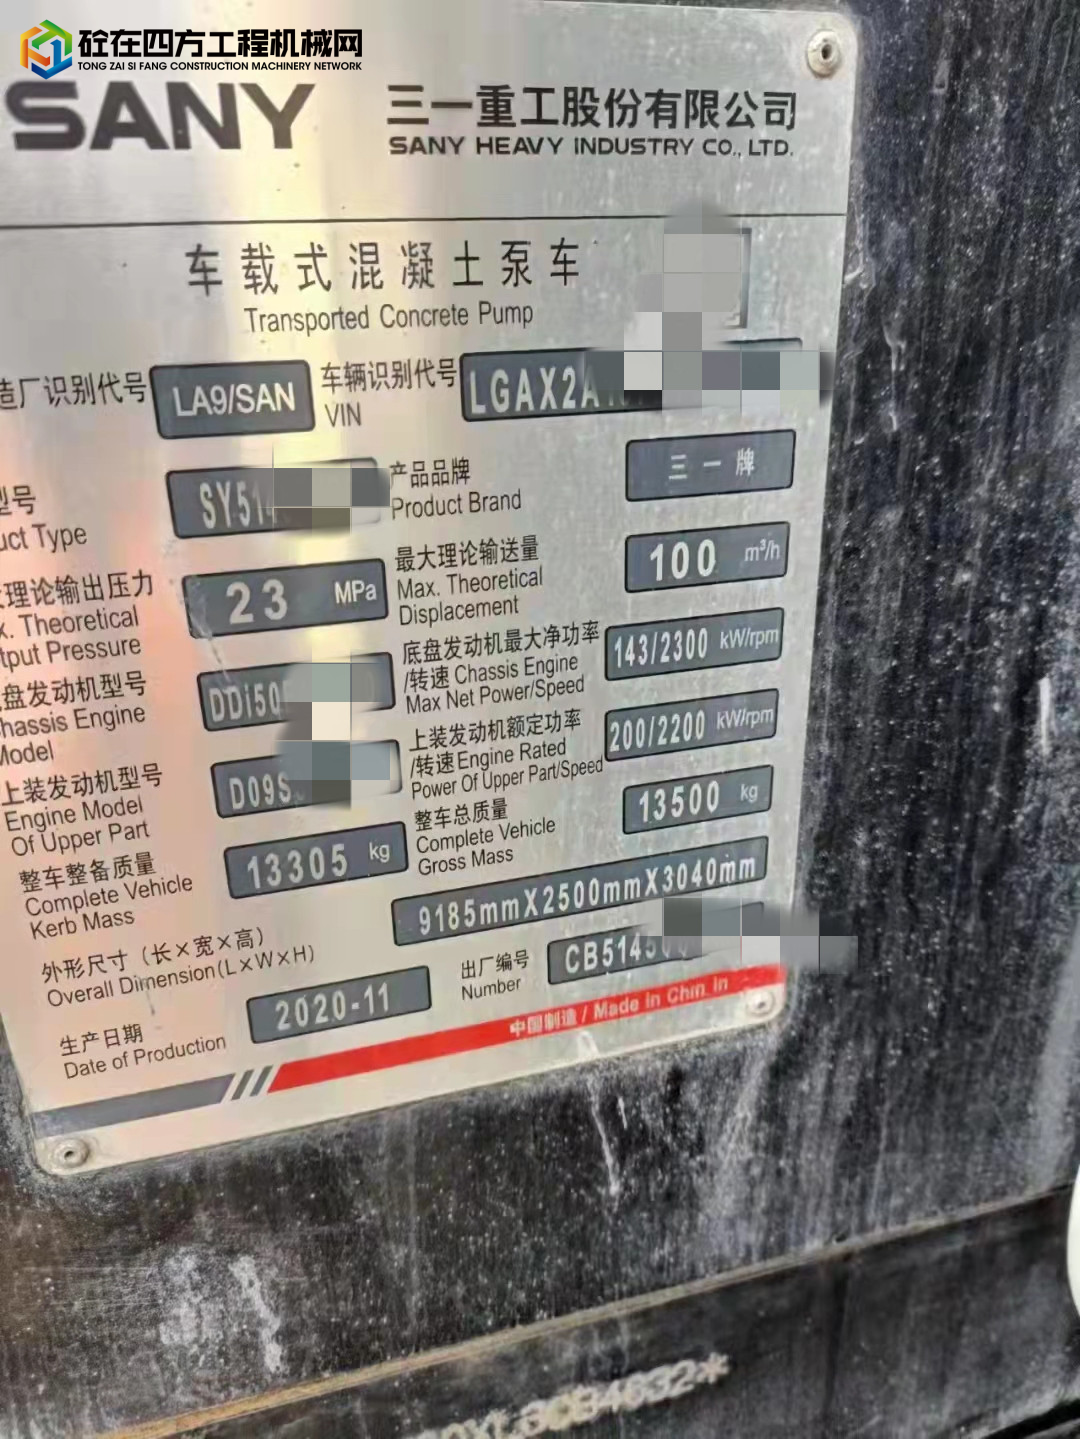 砼在四方工程机械网
TONG ZAI SI FANG CONSTRUCTION MACHINERY NETWORK
SANY
三一重工股份有限公司
SANY HEAVY INDUSTRY CO., LTD.
车载式混凝土泵车
Transported Concrete Pump
造厂识别代号 LA9/SAN
车辆识别代号
VIN
LGAX2A
型号
uct Type
SY51
产品品牌
Product Brand
三一牌
理论输出压力
x. Theoretical
tput Pressure
23 MPa
最大理论输送量
Max. Theoretical
Displacement
100 m³/h
盘发动机型号
hassis Engine
Model
DDi50
底盘发动机最大净功率
/转速 Chassis Engine
Max Net Power/Speed
143/2300 kW/rpm
上装发动机型号
Engine Model
Of Upper Part
D09S
上装发动机额定功率
/转速 Engine Rated
Power Of Upper Part/Speed
200/2200 kW/rpm
整车整备质量
Complete Vehicle
Kerb Mass
13305 kg
整车总质量
Complete Vehicle
Gross Mass
13500 kg
外形尺寸（长×宽×高）
Overall Dimension(L×W×H)
9185mmX2500mmX3040mm
生产日期
Date of Production
2020-11
出厂编号
Number
CB5145
中国制造 / Made in China